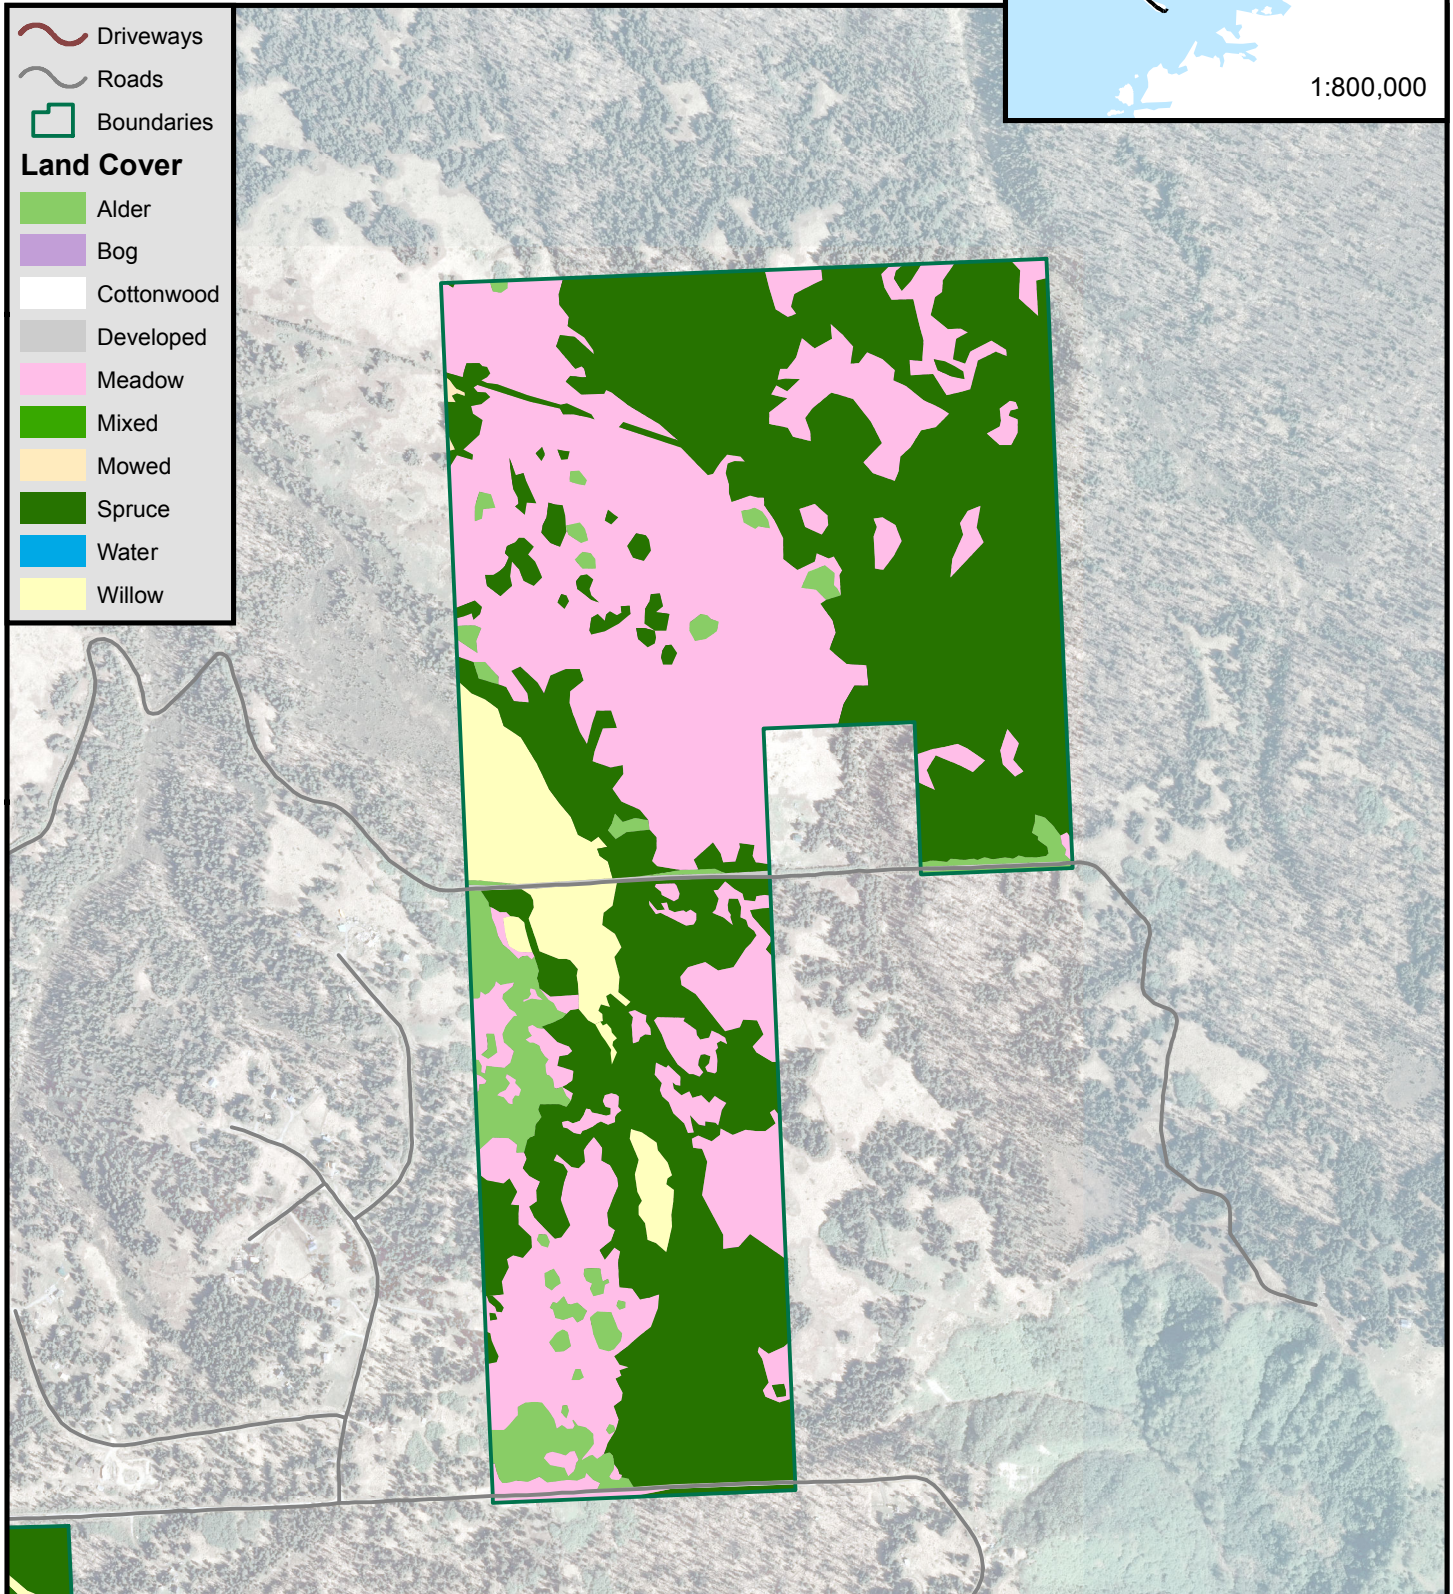 Driveways
Roads
Boundaries
Land Cover
Alder
Bog
Cottonwood
Developed
Meadow
Mixed
Mowed
Spruce
Water
Willow
1:800,000